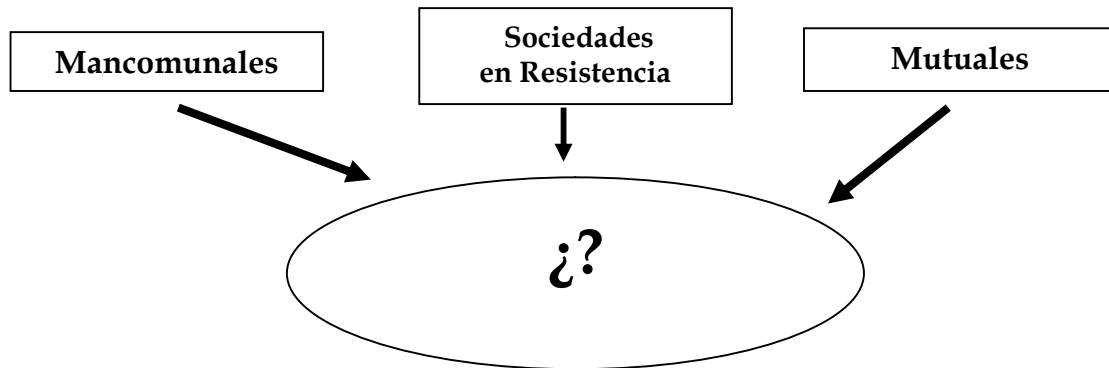 Mancomunales
Sociedades
en Resistencia
Mutuales
¿?